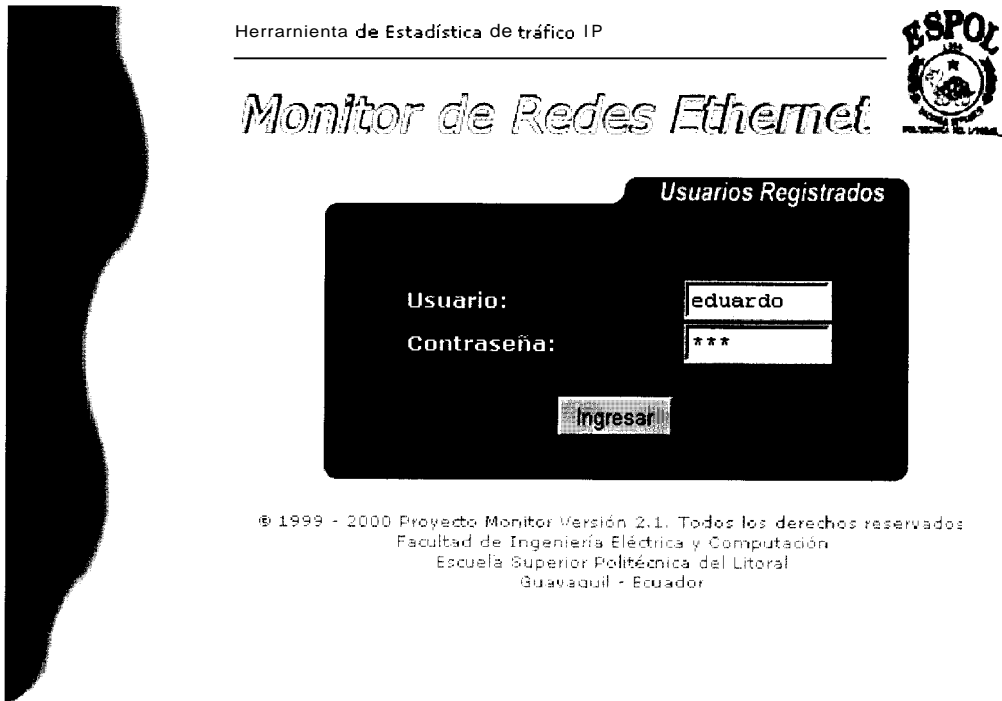 Herrarnienta de Estadística de tráfico IP
ESPOL
Monitor de Redes Ethernet
Usuarios Registrados
Usuario:
eduardo
Contraseña:
***
Ingresar
© 1999 - 2000 Proyecto Monitor Versión 2.1. Todos los derechos reservados
Facultad de Ingeniería Eléctrica y Computación
Escuela Superior Politécnica del Litoral
Guayaquil - Ecuador